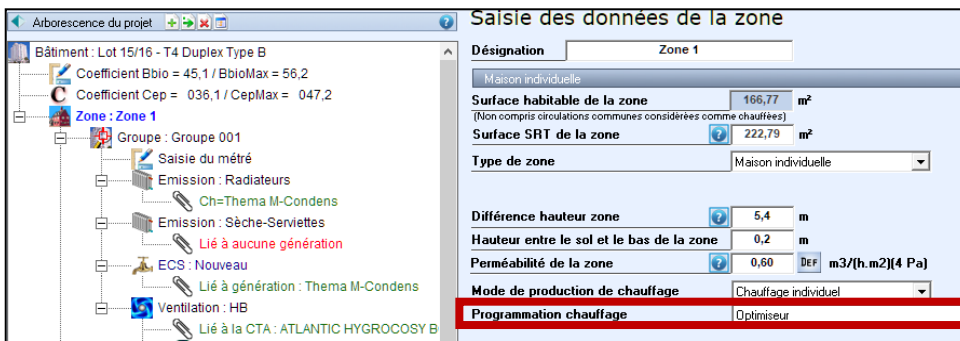 Arborescence du projet
Bâtiment : Lot 15/16 - T4 Duplex Type B
Coefficient Bbio = 45,1 / BbioMax = 56,2
Coefficient Cep = 036,1 / CepMax = 047,2
Zone : Zone 1
Groupe : Groupe 001
Saisie du métré
Emission : Radiateurs
Ch=Thema M-Condens
Emission : Sèche-Serviettes
Lié à aucune génération
ECS : Nouveau
Lié à génération : Thema M-Condens
Ventilation : HB
Lié à la CTA : ATLANTIC HYGROCOSY B
Saisie des données de la zone
Désignation Zone 1
Maison individuelle
Surface habitable de la zone 166,77 m²
(Non compris circulations communes considérées comme chauffées)
Surface SRT de la zone 222,79 m²
Type de zone Maison individuelle
Différence hauteur zone 5,4 m
Hauteur entre le sol et le bas de la zone 0,2 m
Perméabilité de la zone 0,60 DEF m3/(h.m2)(4 Pa)
Mode de production de chauffage Chauffage individuel
Programmation chauffage Optimiseur